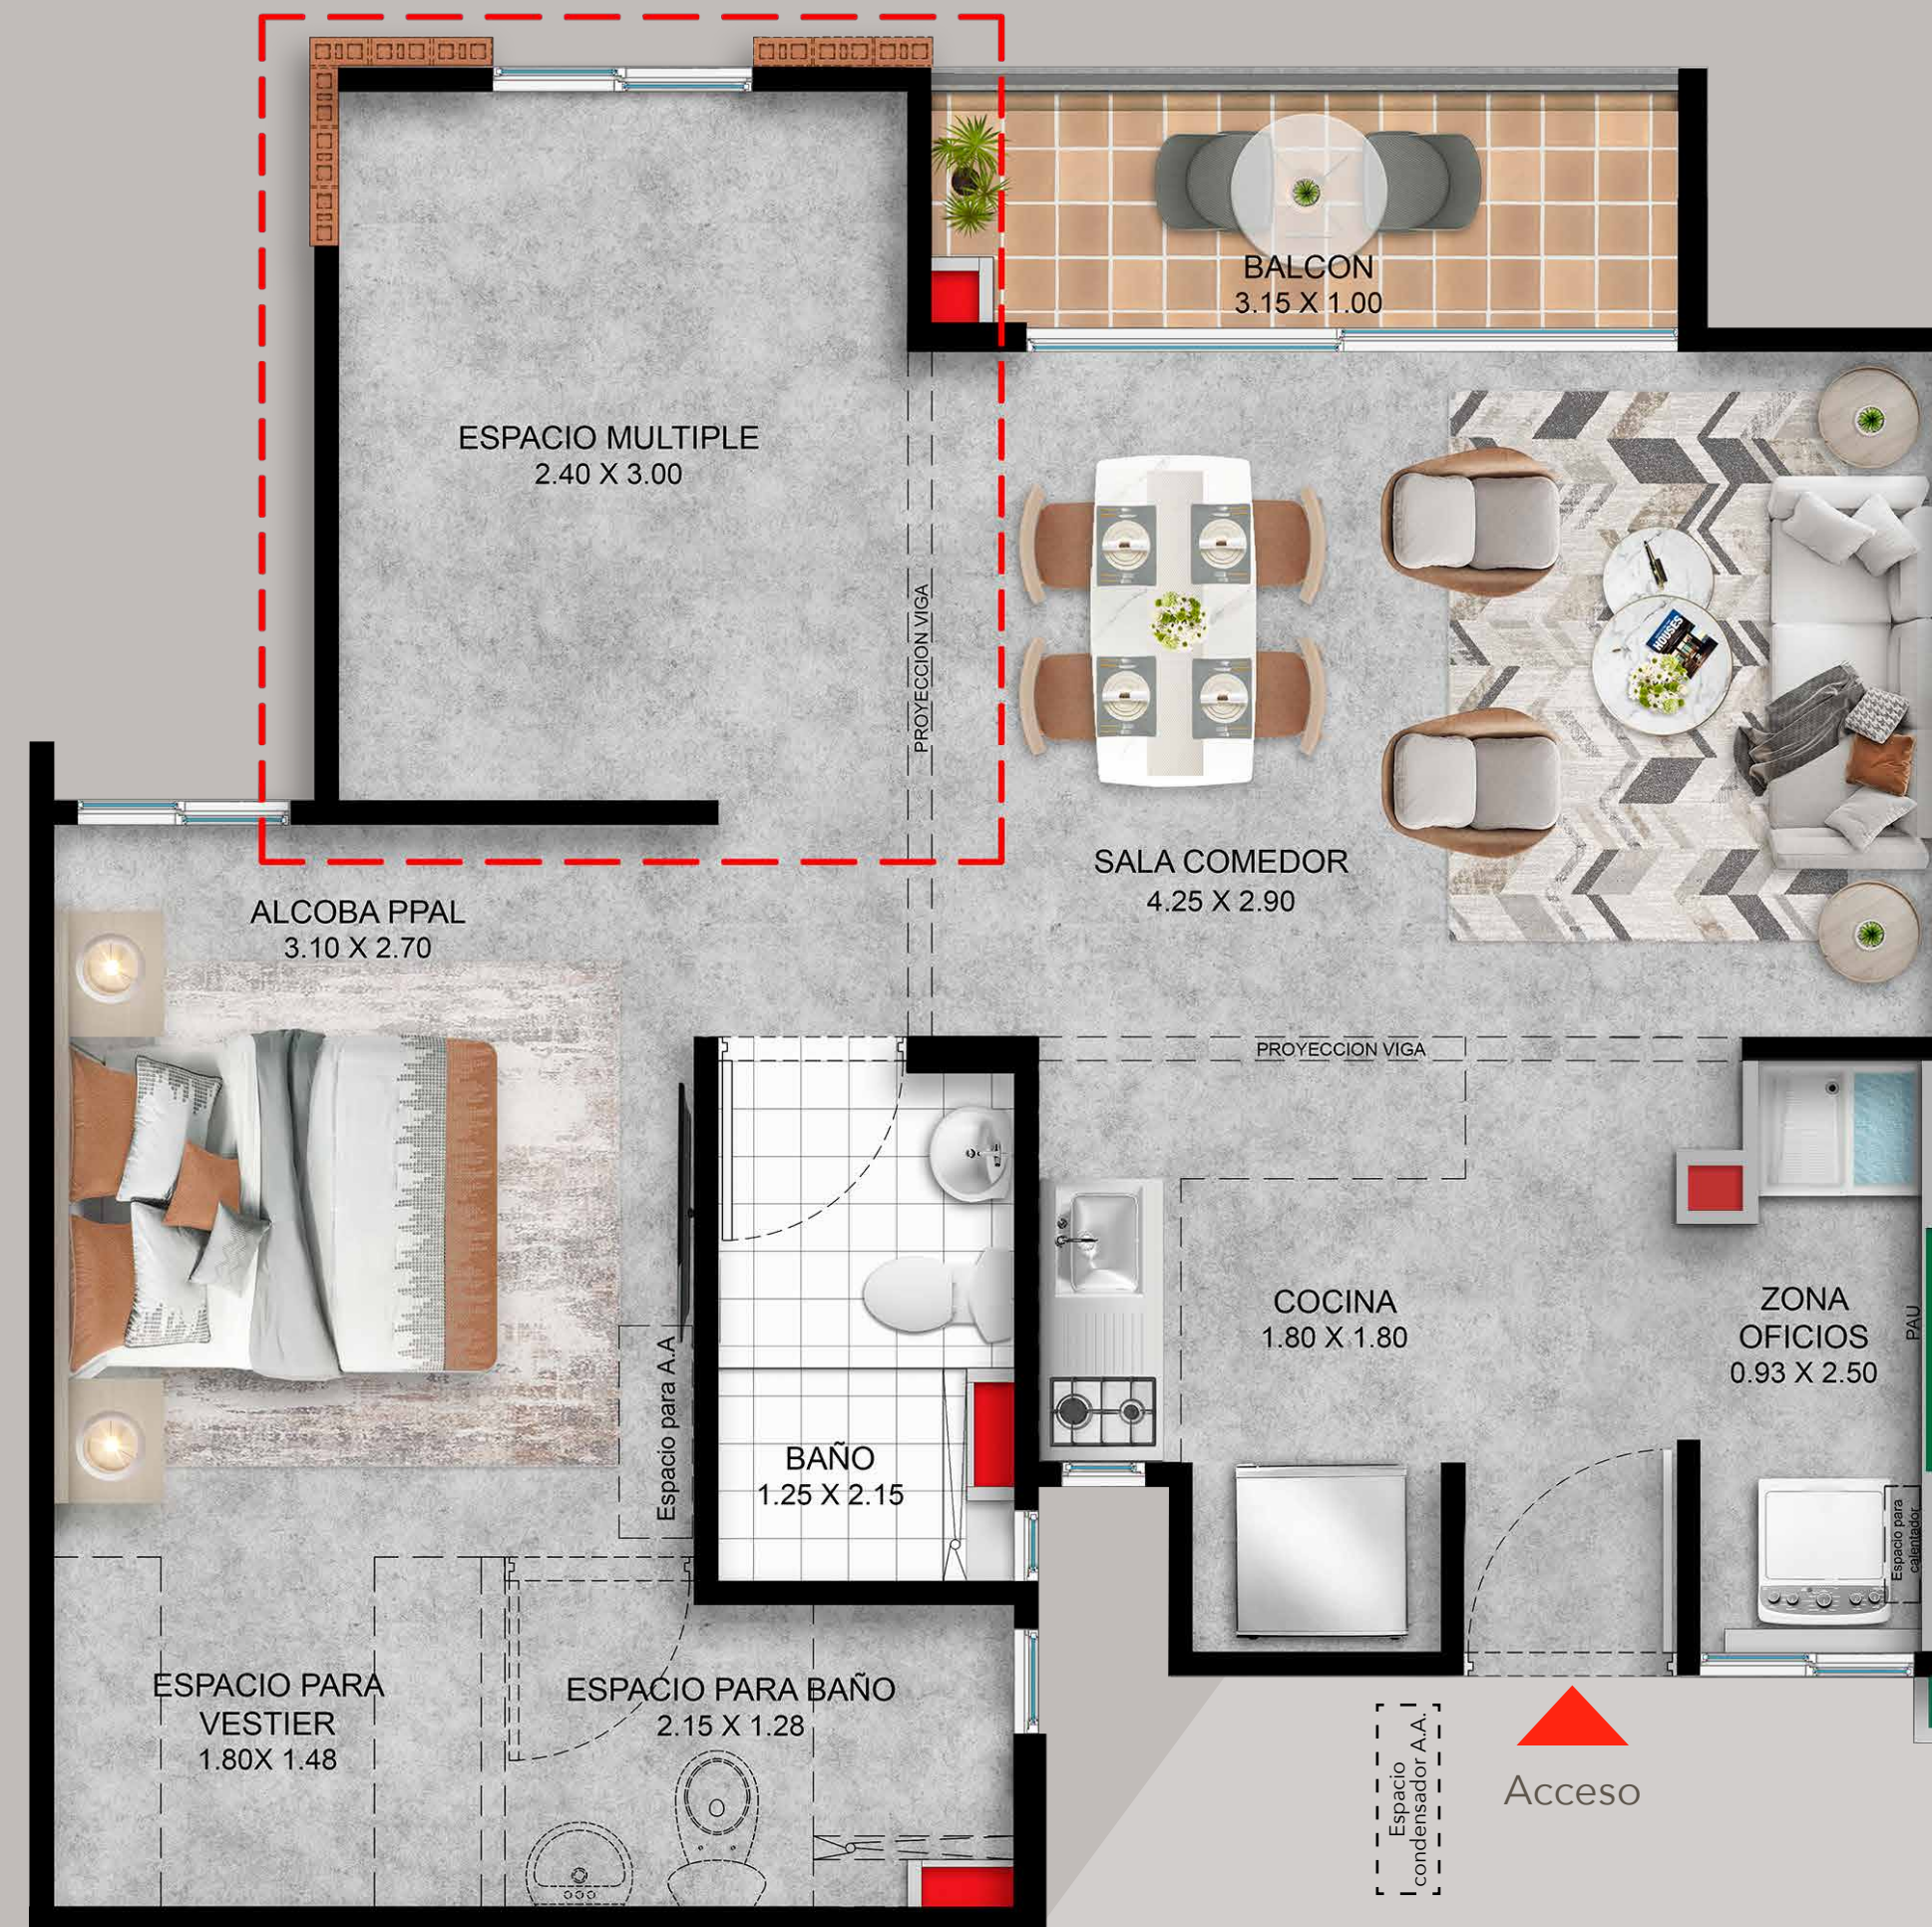 BALCON
3.15 X 1.00
ESPACIO MULTIPLE
2.40 X 3.00
PROYECCION VIGA
HOUSES
SALA COMEDOR
4.25 X 2.90
ALCOBA PPAL
3.10 X 2.70
PROYECCION VIGA
COCINA
1.80 X 1.80
ZONA
OFICIOS
0.93 X 2.50
PAU
Espacio para A.A
BAÑO
1.25 X 2.15
Espacio para
calentador
ESPACIO PARA
VESTIER
1.80X 1.48
ESPACIO PARA BAÑO
2.15 X 1.28
Espacio
condensador A.A.
Acceso